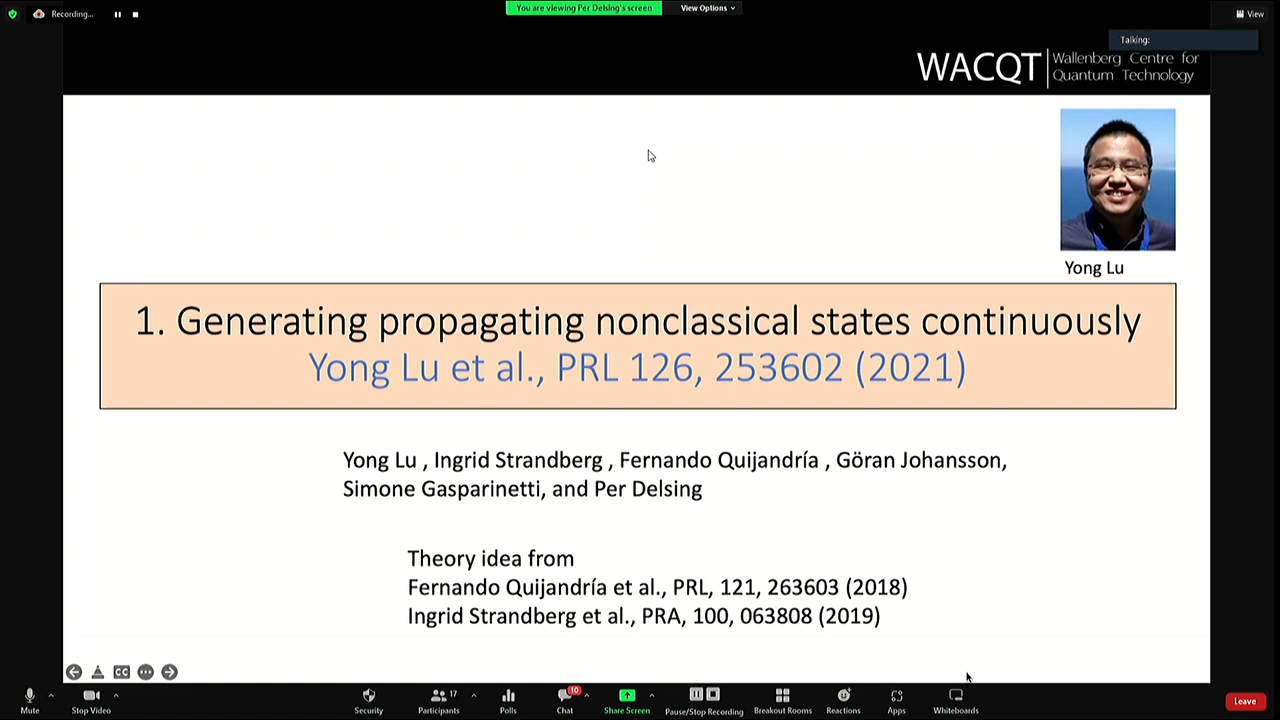 Recording...
You are viewing Per Delsing's screen
View Options
View
Talking:
WACQT
Wallenberg Centre for
Quantum Technology
Yong Lu
1. Generating propagating nonclassical states continuously
Yong Lu et al., PRL 126, 253602 (2021)
Yong Lu , Ingrid Strandberg , Fernando Quijandría , Göran Johansson,
Simone Gasparinetti, and Per Delsing
Theory idea from
Fernando Quijandría et al., PRL, 121, 263603 (2018)
Ingrid Strandberg et al., PRA, 100, 063808 (2019)
CC
17
10
Mute
Stop Video
Security
Participants
Polls
Chat
Share Screen
Pause/Stop Recording
Breakout Rooms
Reactions
Apps
Whiteboards
Leave